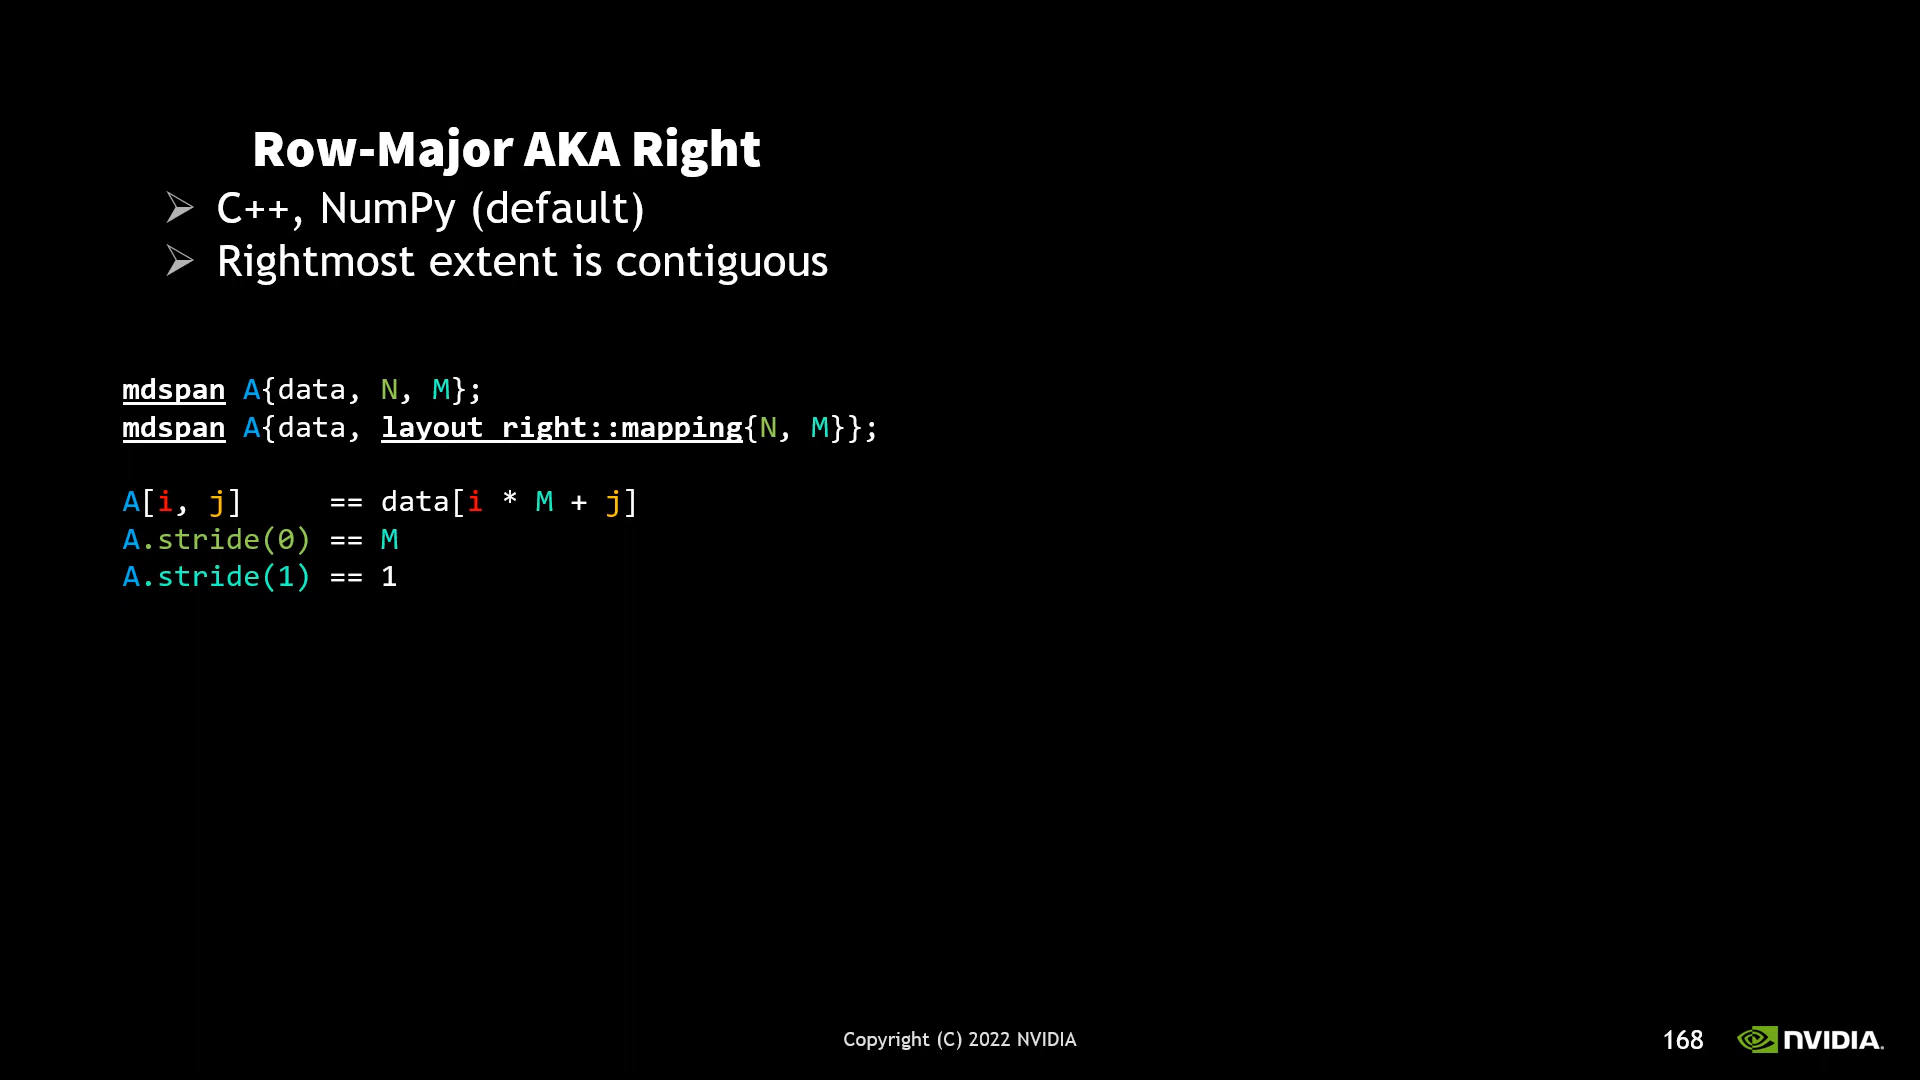 Row-Major AKA Right
➢ C++, NumPy (default)
➢ Rightmost extent is contiguous
mdspan A{data, N, M};
mdspan A{data, layout_right::mapping{N, M}};
A[i, j]     == data[i * M + j]
A.stride(0) == M
A.stride(1) == 1
Copyright (C) 2022 NVIDIA
168
NVIDIA.